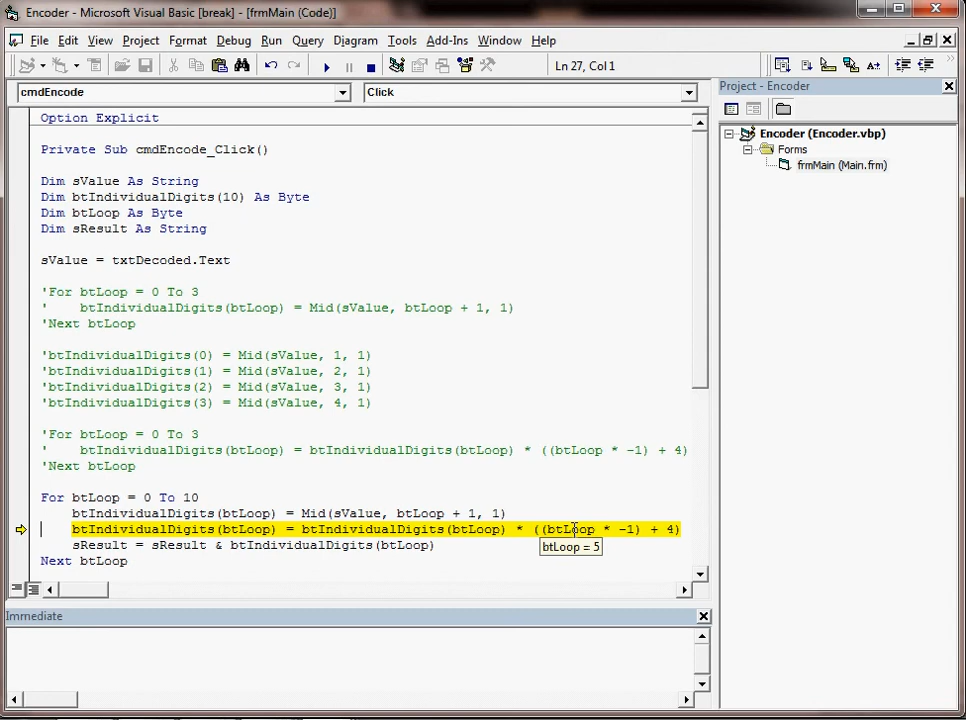 Encoder - Microsoft Visual Basic [break] - [frmMain (Code)]
File Edit View Project Format Debug Run Query Diagram Tools Add-Ins Window Help
Ln 27, Col 1
cmdEncode Click
Project - Encoder
Encoder (Encoder.vbp)
Forms
frmMain (Main.frm)
Option Explicit
Private Sub cmdEncode_Click()
Dim sValue As String
Dim btIndividualDigits(10) As Byte
Dim btLoop As Byte
Dim sResult As String
sValue = txtDecoded.Text
'For btLoop = 0 To 3
'    btIndividualDigits(btLoop) = Mid(sValue, btLoop + 1, 1)
'Next btLoop
'btIndividualDigits(0) = Mid(sValue, 1, 1)
'btIndividualDigits(1) = Mid(sValue, 2, 1)
'btIndividualDigits(2) = Mid(sValue, 3, 1)
'btIndividualDigits(3) = Mid(sValue, 4, 1)
'For btLoop = 0 To 3
'    btIndividualDigits(btLoop) = btIndividualDigits(btLoop) * ((btLoop * -1) + 4)
'Next btLoop
For btLoop = 0 To 10
    btIndividualDigits(btLoop) = Mid(sValue, btLoop + 1, 1)
    btIndividualDigits(btLoop) = btIndividualDigits(btLoop) * ((btLoop * -1) + 4)
btLoop = 5
    sResult = sResult & btIndividualDigits(btLoop)
Next btLoop
Immediate